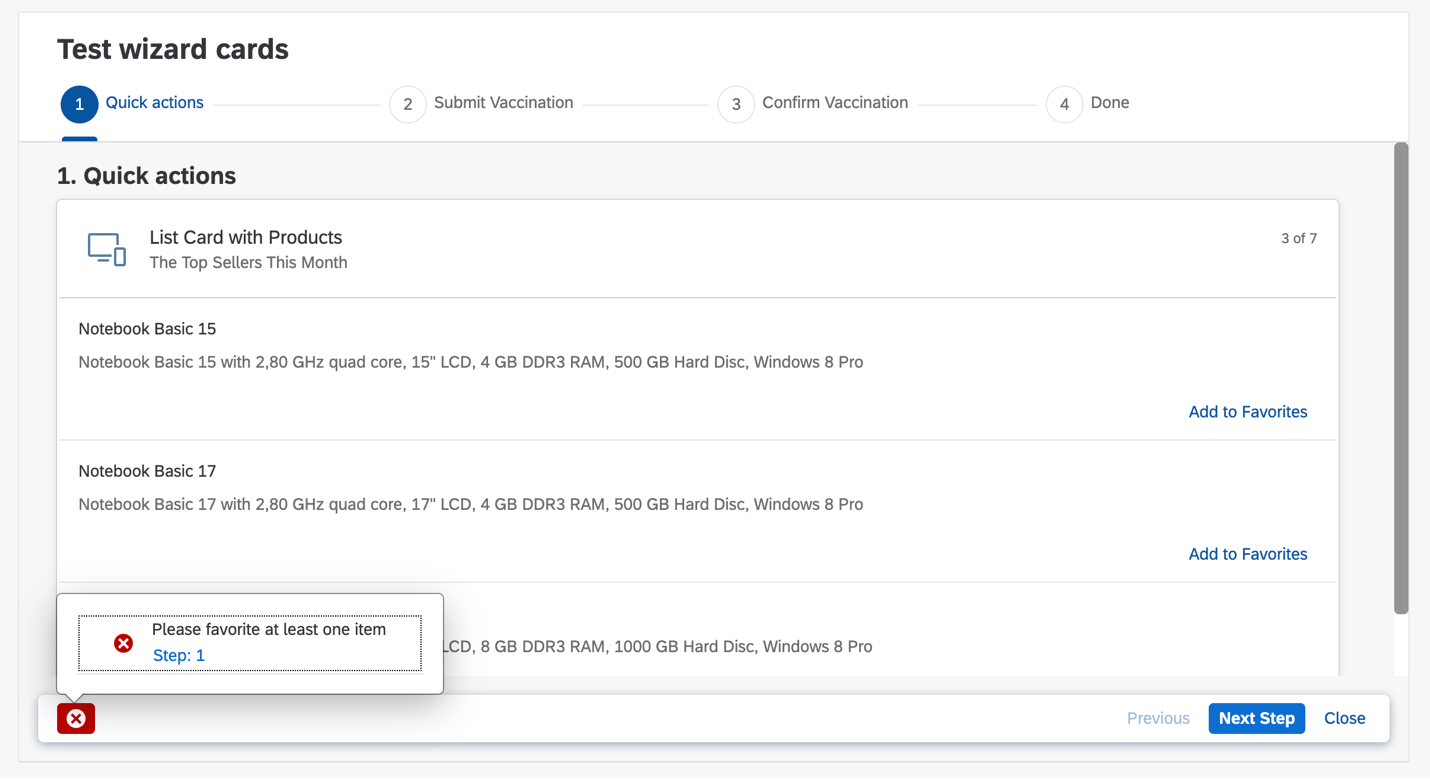 Test wizard cards
1 Quick actions
2 Submit Vaccination
3 Confirm Vaccination
4 Done
1. Quick actions
List Card with Products
3 of 7
The Top Sellers This Month
Notebook Basic 15
Notebook Basic 15 with 2,80 GHz quad core, 15" LCD, 4 GB DDR3 RAM, 500 GB Hard Disc, Windows 8 Pro
Add to Favorites
Notebook Basic 17
Notebook Basic 17 with 2,80 GHz quad core, 17" LCD, 4 GB DDR3 RAM, 500 GB Hard Disc, Windows 8 Pro
Add to Favorites
Please favorite at least one item
Step: 1
LCD, 8 GB DDR3 RAM, 1000 GB Hard Disc, Windows 8 Pro
Previous
Next Step
Close